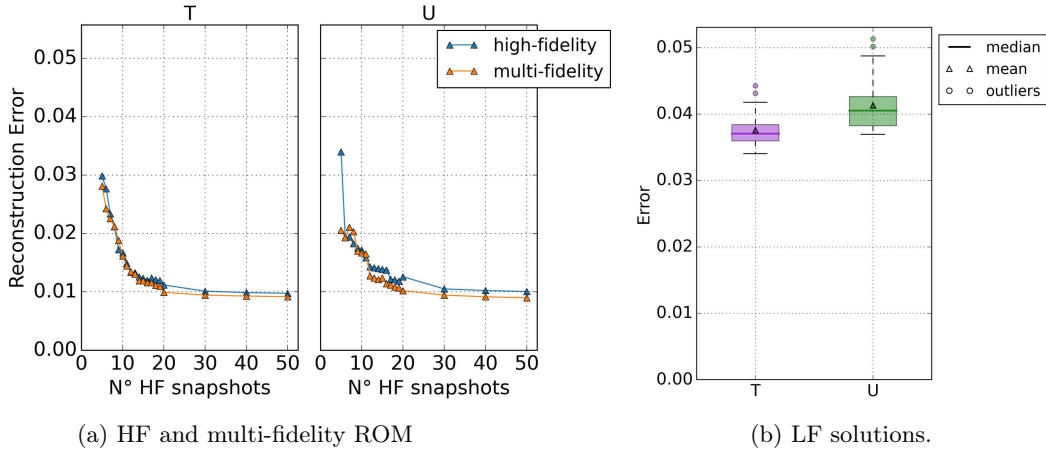 T
U
high-fidelity
multi-fidelity
Reconstruction Error
0.05
0.04
0.03
0.02
0.01
0.00
0 10 20 30 40 50
0 10 20 30 40 50
N° HF snapshots
N° HF snapshots
(a) HF and multi-fidelity ROM
median
mean
outliers
Error
0.05
0.04
0.03
0.02
0.01
0.00
T
U
(b) LF solutions.